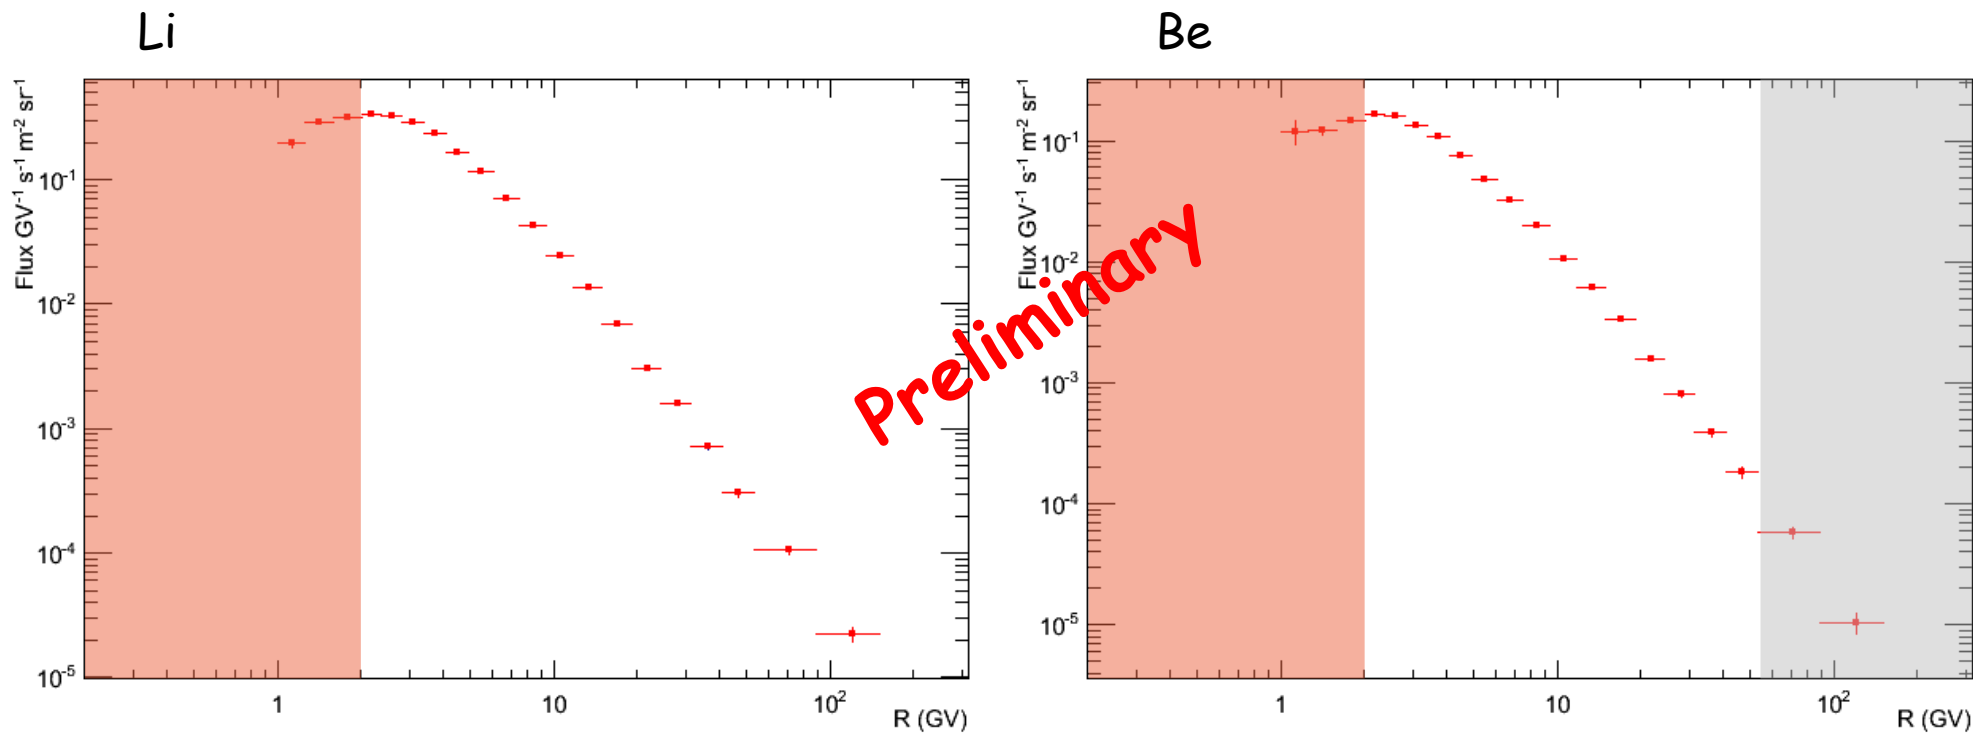 Li
Flux GV⁻¹ s⁻¹ m⁻² sr⁻¹
10⁻¹
10⁻²
10⁻³
10⁻⁴
10⁻⁵
1
10
10²
R (GV)
Preliminary
Be
Flux GV⁻¹ s⁻¹ m⁻² sr⁻¹
10⁻¹
10⁻²
10⁻³
10⁻⁴
10⁻⁵
1
10
10²
R (GV)